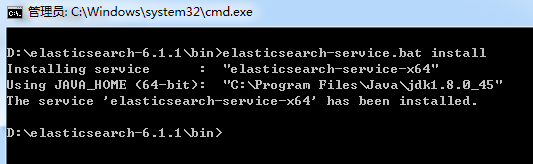 管理员: C:\Windows\system32\cmd.exe
D:\elasticsearch-6.1.1\bin>elasticsearch-service.bat install
Installing service      :  "elasticsearch-service-x64"
Using JAVA_HOME (64-bit):  "C:\Program Files\Java\jdk1.8.0_45"
The service 'elasticsearch-service-x64' has been installed.
D:\elasticsearch-6.1.1\bin>